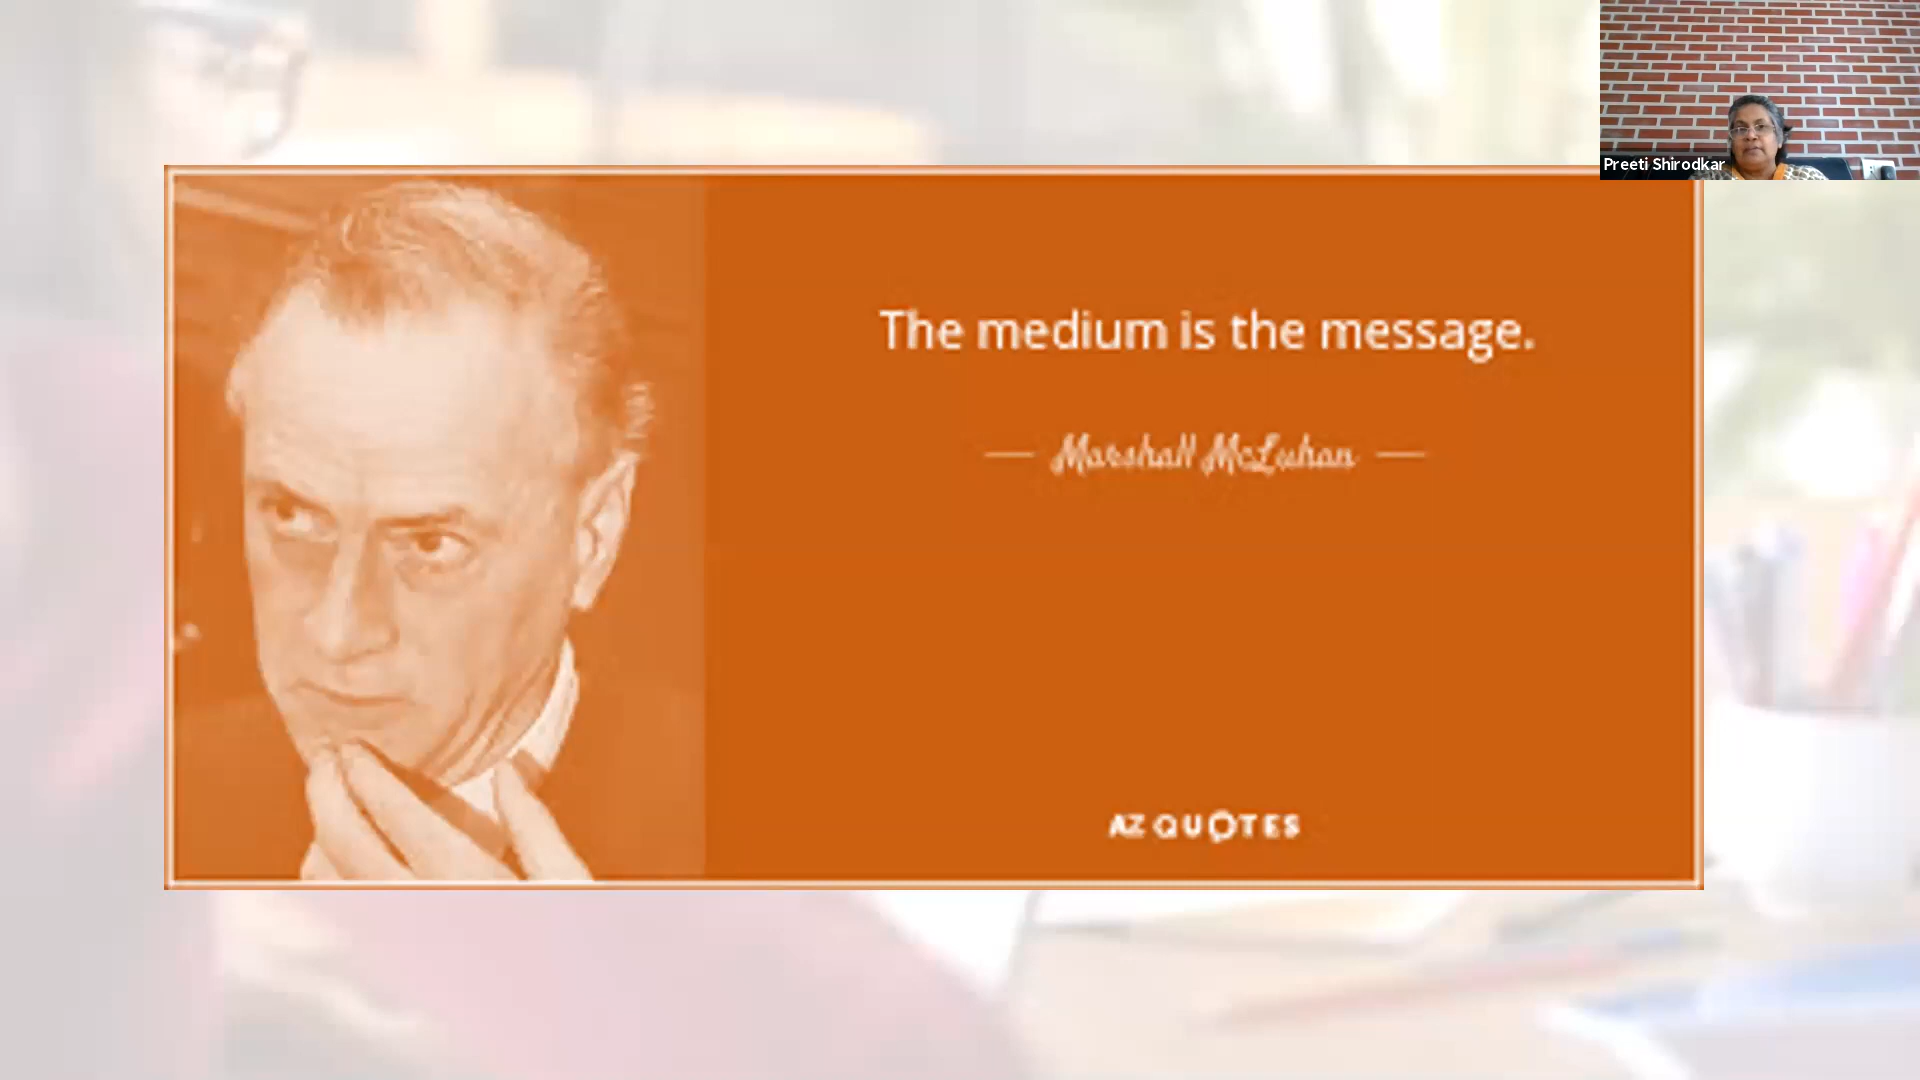 Preeti Shirodkar
The medium is the message.
Marshall McLuhan
AZ QUOTES